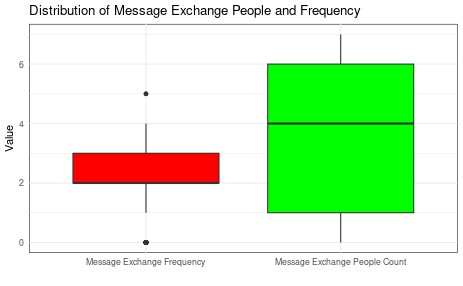 Distribution of Message Exchange People and Frequency
Value
6
4
2
0
Message Exchange Frequency
Message Exchange People Count